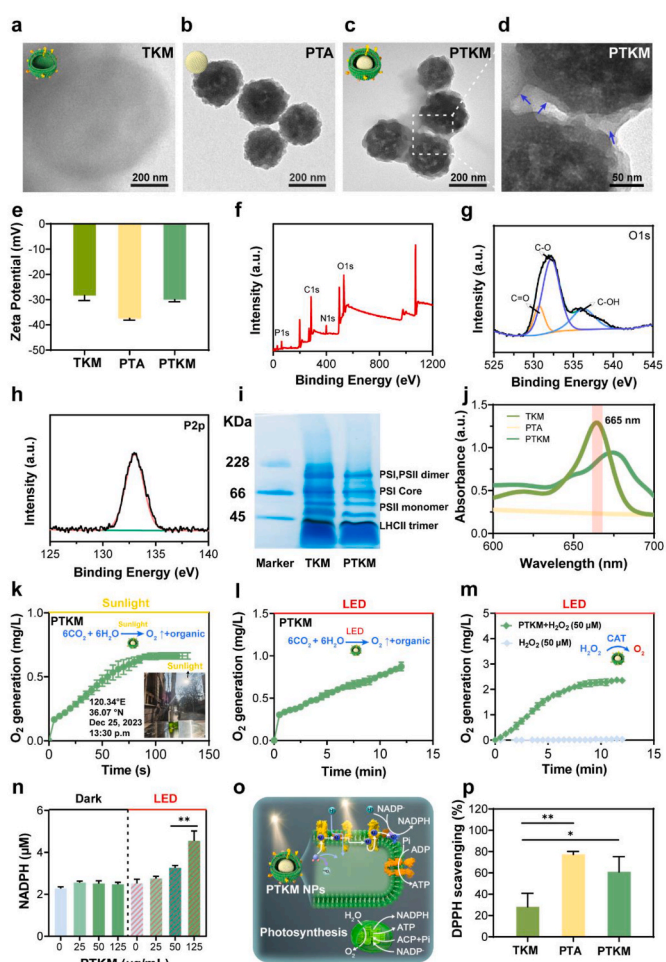 a
TKM
200 nm
b
PTA
200 nm
c
PTKM
200 nm
d
PTKM
50 nm
e
Zeta Potential (mV)
0
-10
-20
-30
-40
-50
TKM
PTA
PTKM
f
Intensity (a.u.)
P1s
C1s
N1s
O1s
0
400
800
1200
Binding Energy (eV)
g
O1s
Intensity (a.u.)
C-O
C=O
C-OH
525
530
535
540
545
Binding Energy (eV)
h
P2p
Intensity (a.u.)
125
130
135
140
Binding Energy (eV)
i
KDa
228
66
45
PSI,PSII dimer
PSI Core
PSII monomer
LHCII trimer
Marker
TKM
PTKM
j
Absorbance (a.u.)
1.5
1.0
0.5
0.0
TKM
PTA
PTKM
665 nm
600
650
700
Wavelength (nm)
k
Sunlight
O2 generation (mg/L)
1.0
0.5
0.0
PTKM
Sunlight
6CO2 + 6H2O → O2 ↑+organic
Sunlight
120.34°E
36.07 °N
Dec 25, 2023
13:30 p.m
0
50
100
150
Time (s)
l
LED
O2 generation (mg/L)
1.5
1.0
0.5
0.0
PTKM
LED
6CO2 + 6H2O → O2 ↑+organic
0
5
10
15
Time (min)
m
LED
O2 generation (mg/L)
5
4
3
2
1
0
PTKM+H2O2 (50 μM)
H2O2 (50 μM)
CAT
H2O2
O2
0
5
10
15
Time (min)
n
Dark
LED
NADPH (μM)
6
4
2
0
**
0
25
50
125
0
25
50
125
PTKM (μg/mL)
o
NADP
NADPH
Pi
ADP
ATP
PTKM NPs
Photosynthesis
H2O
O2
NADPH
ATP
ACP+Pi
NADP
p
DPPH scavenging (%)
120
100
80
60
40
20
0
**
*
TKM
PTA
PTKM